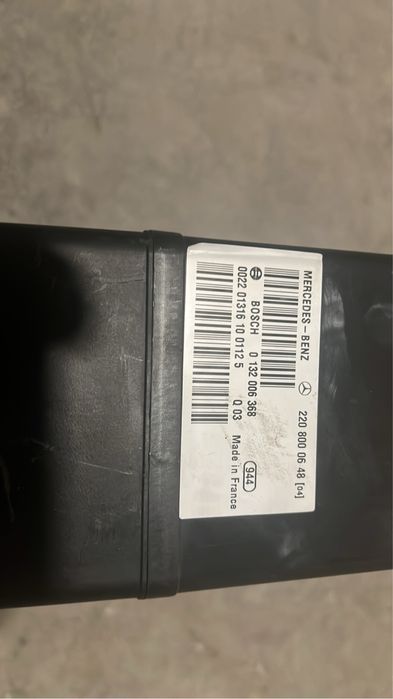 MERCEDES-BENZ 220 800 06 48 [04]
BOSCH 0 132 006 368 944
0022 01316 10 0112 5 Q 03 Made in France